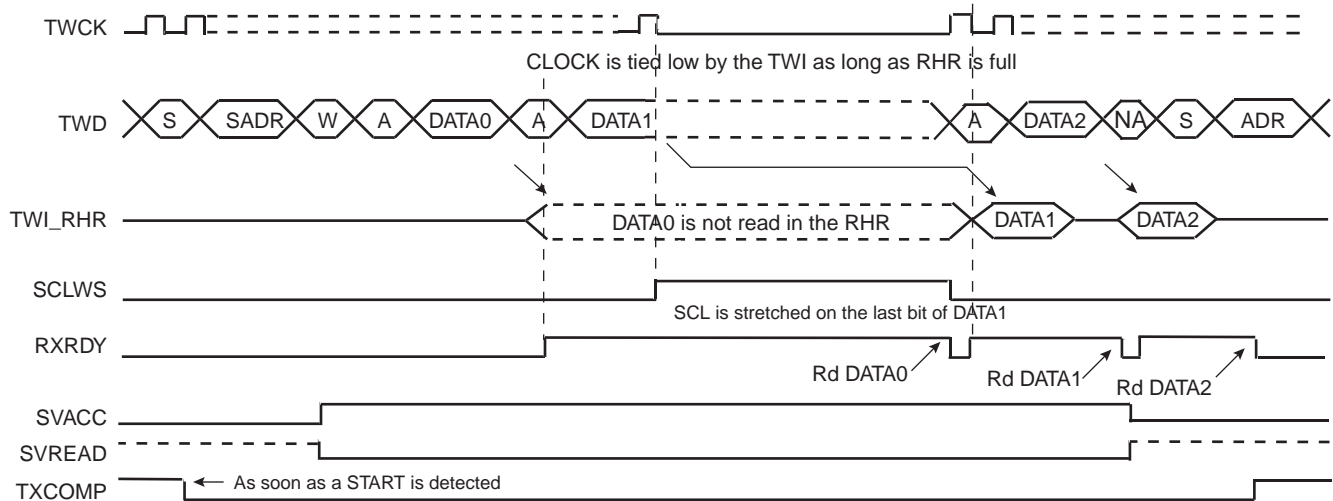 TWCK
CLOCK is tied low by the TWI as long as RHR is full
TWD S SADR W A DATA0 A DATA1 A DATA2 NA S ADR
TWI_RHR DATA0 is not read in the RHR DATA1 DATA2
SCLWS
SCL is stretched on the last bit of DATA1
RXRDY
Rd DATA0 Rd DATA1 Rd DATA2
SVACC
SVREAD
TXCOMP As soon as a START is detected